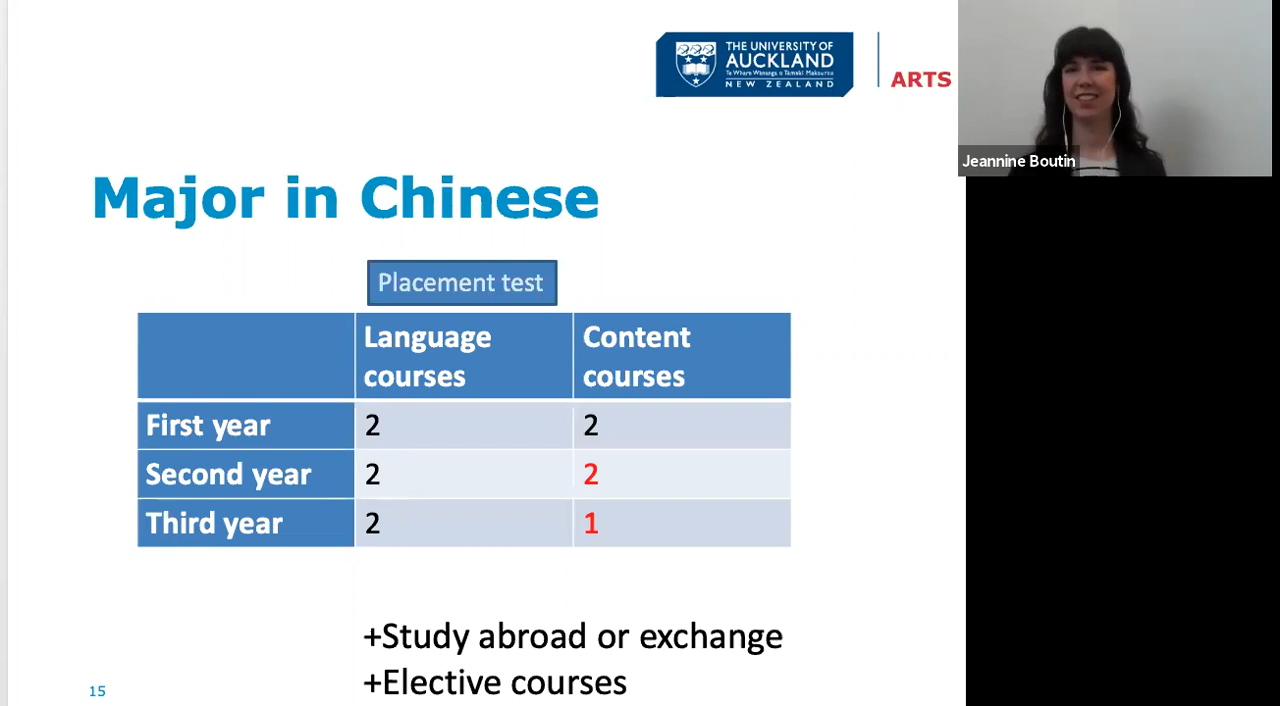 THE UNIVERSITY OF
AUCKLAND
Te Whare Wānanga o Tāmaki Makaurau
NEW ZEALAND
ARTS
Jeannine Boutin
Major in Chinese
Placement test
Language courses
Content courses
First year 2 2
Second year 2 2
Third year 2 1
+Study abroad or exchange
+Elective courses
15